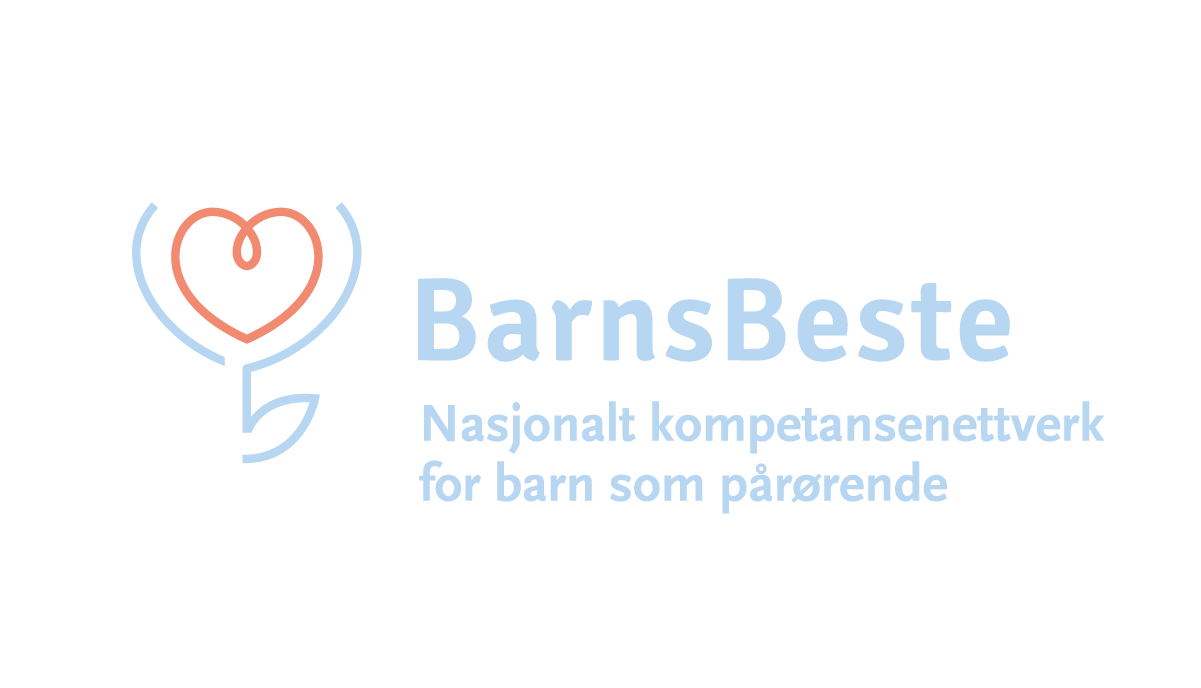 BarnsBeste
Nasjonalt kompetansenettverk
for barn som pårørende